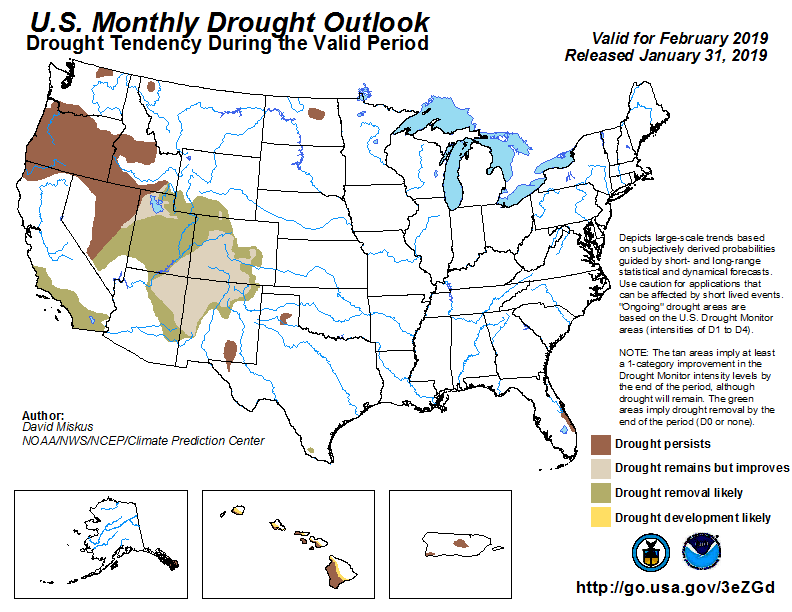 U.S. Monthly Drought Outlook
Drought Tendency During the Valid Period
Valid for February 2019
Released January 31, 2019
Depicts large-scale trends based
on subjectively derived probabilities
guided by short- and long-range
statistical and dynamical forecasts.
Use caution for applications that
can be affected by short lived events.
"Ongoing" drought areas are
based on the U.S. Drought Monitor
areas (intensities of D1 to D4).
NOTE: The tan areas imply at least
a 1-category improvement in the
Drought Monitor intensity levels by
the end of the period, although
drought will remain. The green
areas imply drought removal by the
end of the period (D0 or none).
Author:
David Miskus
NOAA/NWS/NCEP/Climate Prediction Center
Drought persists
Drought remains but improves
Drought removal likely
Drought development likely
http://go.usa.gov/3eZGd